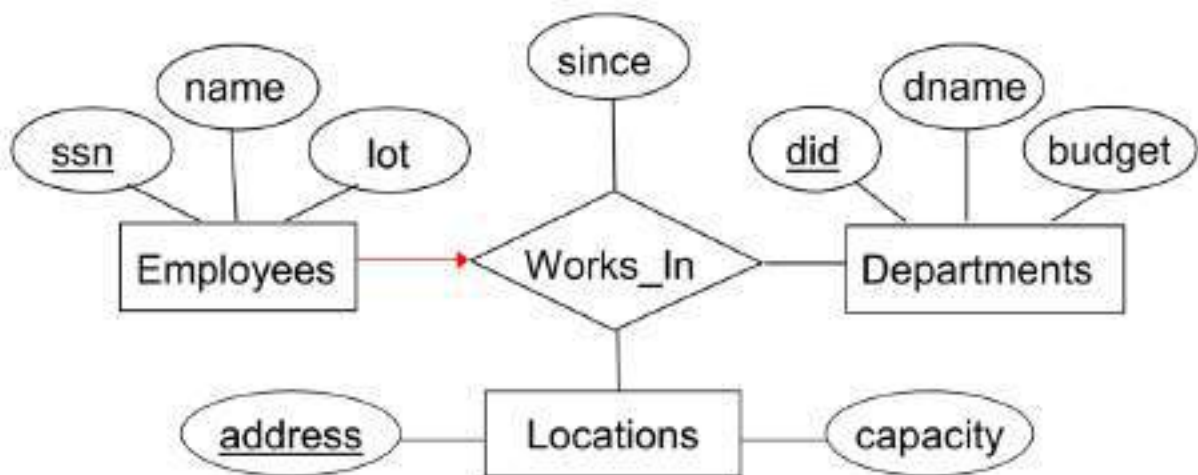 since
name
dname
ssn
lot
did
budget
Employees
Works_In
Departments
address
Locations
capacity